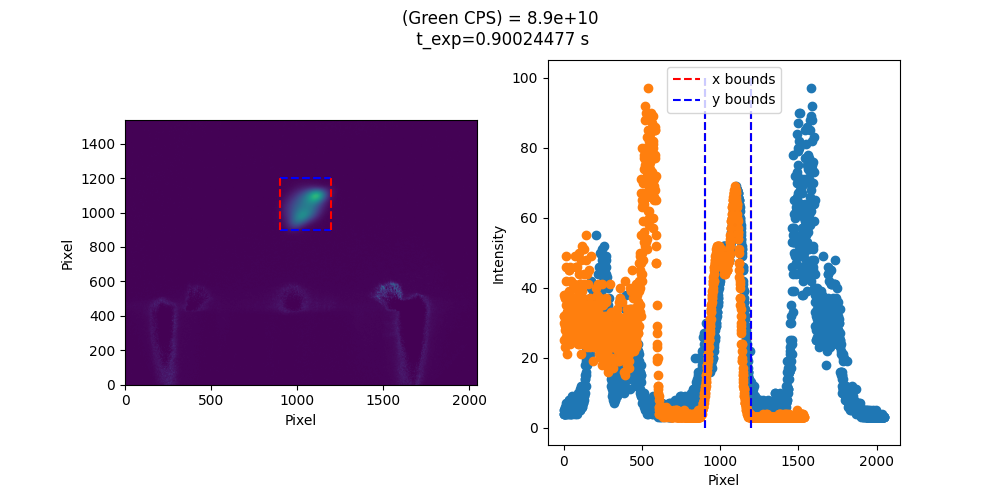 (Green CPS) = 8.9e+10
t_exp=0.90024477 s
1400
1200
1000
800
600
400
200
0
0 500 1000 1500 2000
Pixel
Pixel
100
80
60
40
20
0
0 500 1000 1500 2000
Pixel
Intensity
x bounds
y bounds